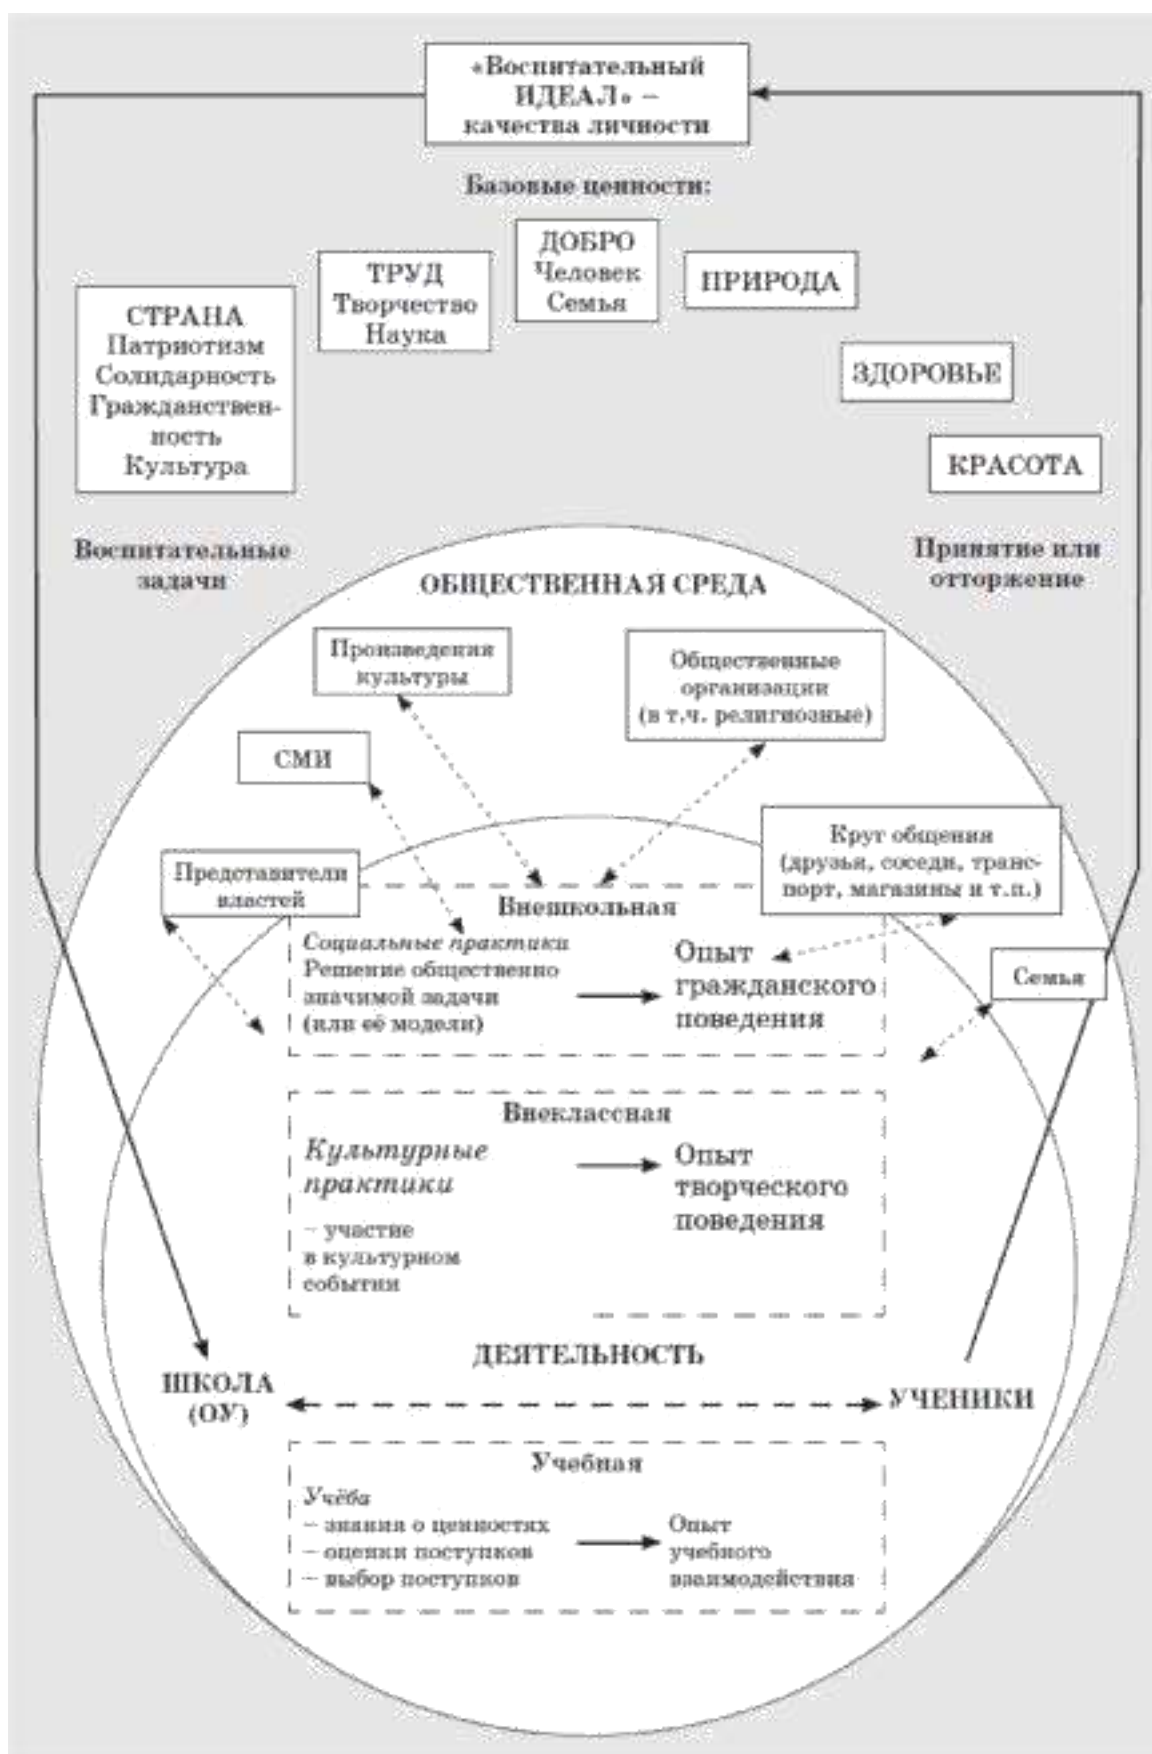 «Воспитательный
ИДЕАЛ» –
качества личности
Базовые ценности:
ДОБРО
Человек
Семья
ТРУД
Творчество
Наука
ПРИРОДА
СТРАНА
Патриотизм
Солидарность
Гражданствен-
ность
Культура
ЗДОРОВЬЕ
КРАСОТА
Воспитательные
задачи
Принятие или
отторжение
ОБЩЕСТВЕННАЯ СРЕДА
Произведения
культуры
Общественные
организации
(в т.ч. религиозные)
СМИ
Круг общения
(друзья, соседи, транс-
порт, магазины и т.п.)
Представители
властей
Внешкольная
Социальные практики
Решение общественно
значимой задачи
(или её модели)
Опыт
гражданского
поведения
Семья
Внеклассная
Культурные
практики
– участие
в культурном
событии
Опыт
творческого
поведения
ДЕЯТЕЛЬНОСТЬ
ШКОЛА
(ОУ)
УЧЕНИКИ
Учебная
Учёба
– знания о ценностях
– оценки поступков
– выбор поступков
Опыт
учебного
взаимодействия